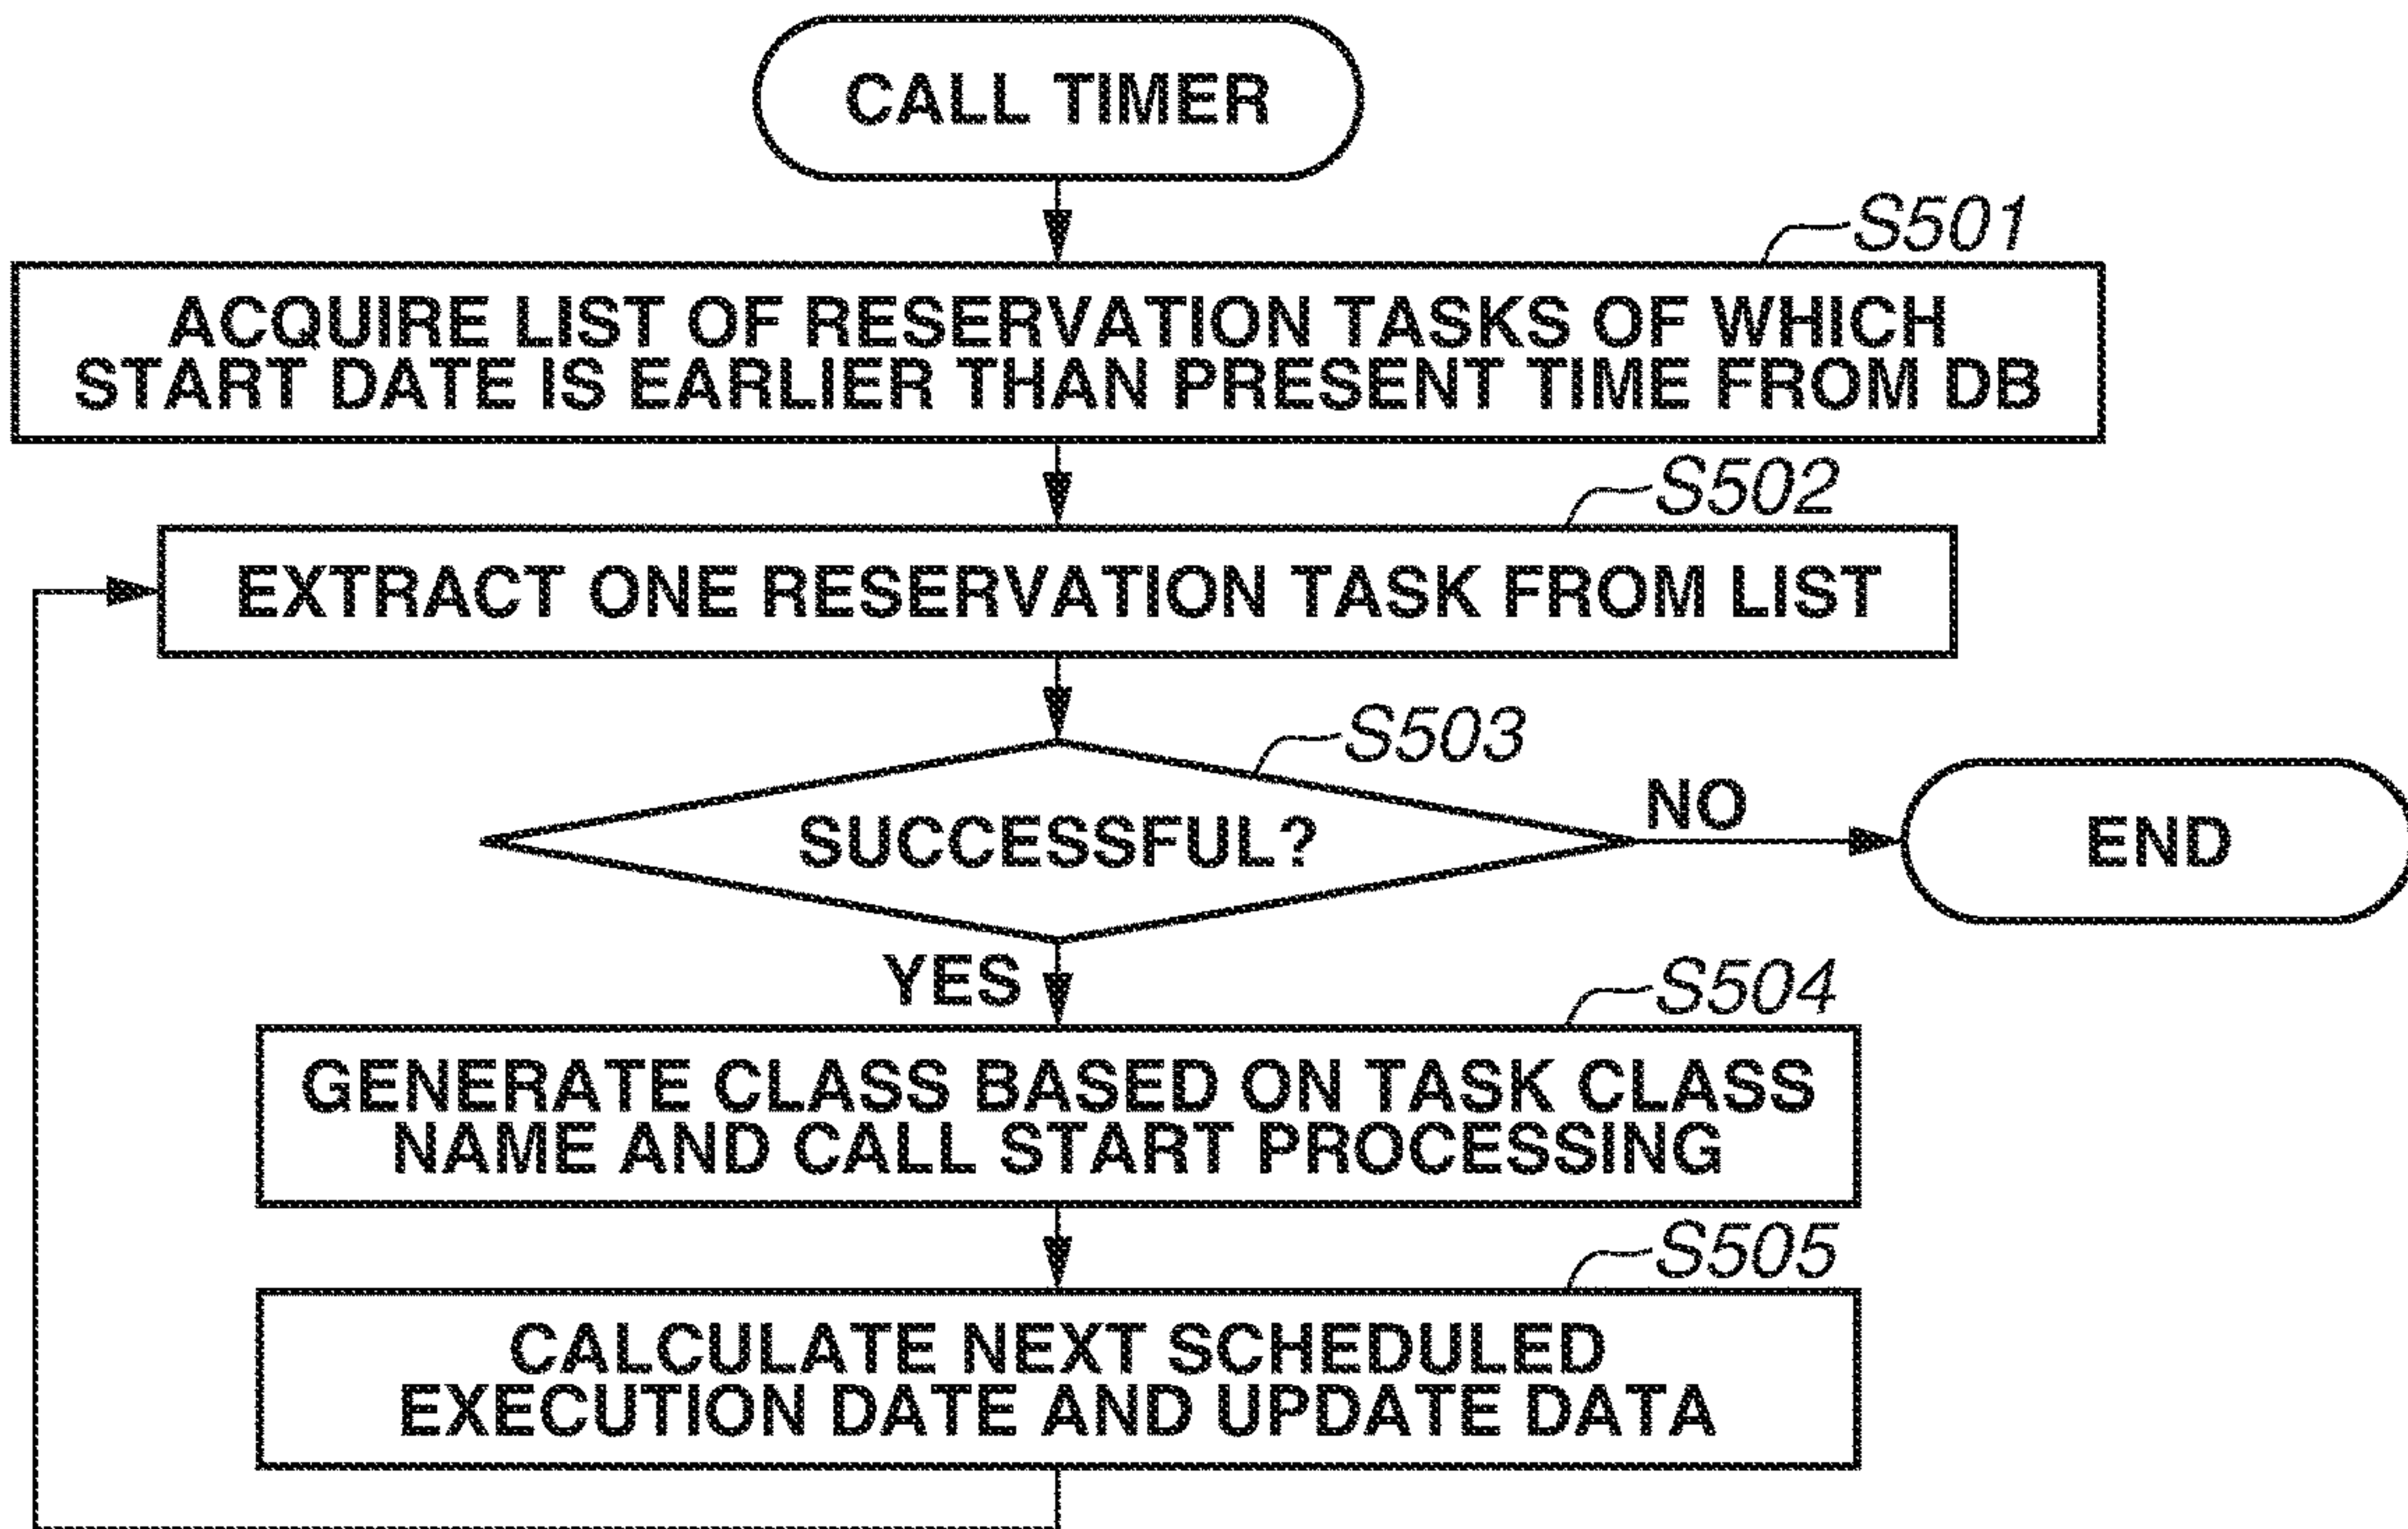 CALL TIMER
S501
ACQUIRE LIST OF RESERVATION TASKS OF WHICH
START DATE IS EARLIER THAN PRESENT TIME FROM DB
S502
EXTRACT ONE RESERVATION TASK FROM LIST
S503
SUCCESSFUL?
NO
END
YES
S504
GENERATE CLASS BASED ON TASK CLASS
NAME AND CALL START PROCESSING
S505
CALCULATE NEXT SCHEDULED
EXECUTION DATE AND UPDATE DATA